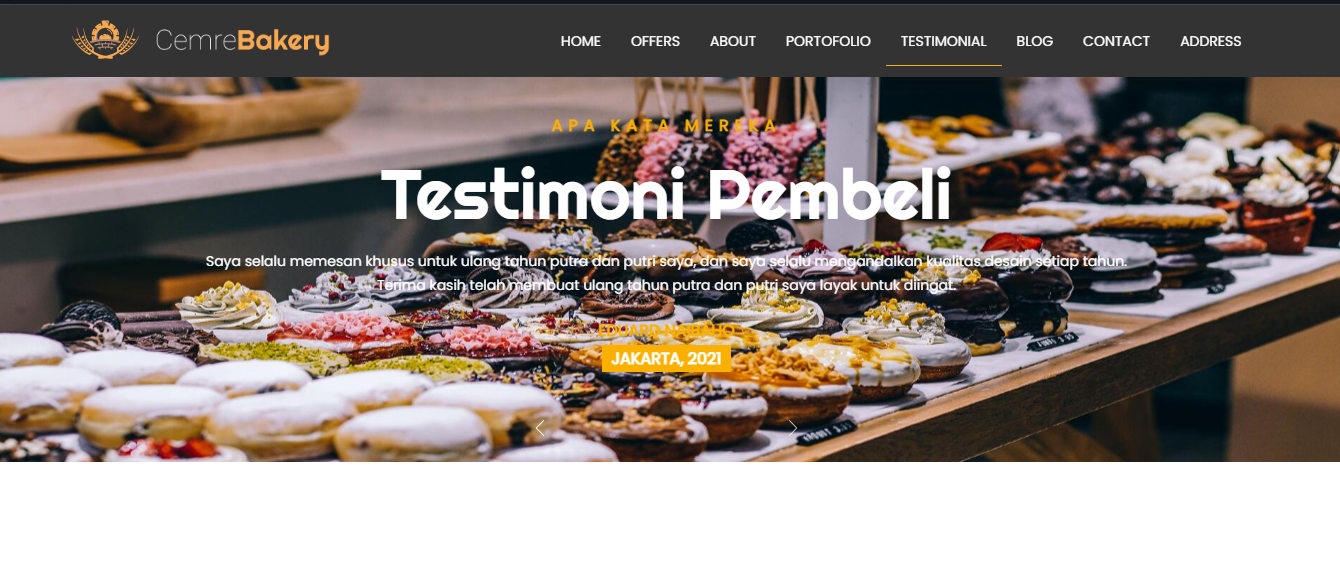 CemreBakery
HOME OFFERS ABOUT PORTOFOLIO TESTIMONIAL BLOG CONTACT ADDRESS
APA KATA MEREKA
Testimoni Pembeli
Saya selalu memesan khusus untuk ulang tahun putra dan putri saya, dan saya selalu mengandalkan kualitas desain setiap tahun.
Terima kasih telah membuat ulang tahun putra dan putri saya layak untuk diingat.
EDUARD NAIBAHO
JAKARTA, 2021